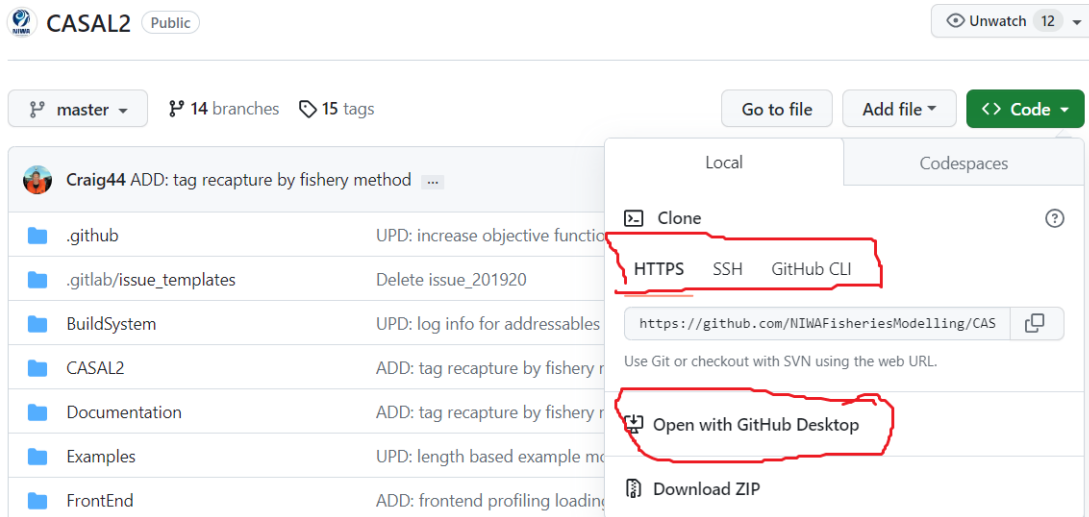 NIWA
CASAL2 Public
Unwatch 12
master 14 branches 15 tags
Go to file Add file Code
Craig44 ADD: tag recapture by fishery method ...
.github UPD: increase objective functio
.gitlab/issue_templates Delete issue_201920
BuildSystem UPD: log info for addressables
CASAL2 ADD: tag recapture by fishery r
Documentation ADD: tag recapture by fishery r
Examples UPD: length based example mo
FrontEnd ADD: frontend profiling loading
Local Codespaces
Clone
HTTPS SSH GitHub CLI
https://github.com/NIWAFisheriesModelling/CAS
Use Git or checkout with SVN using the web URL.
Open with GitHub Desktop
Download ZIP